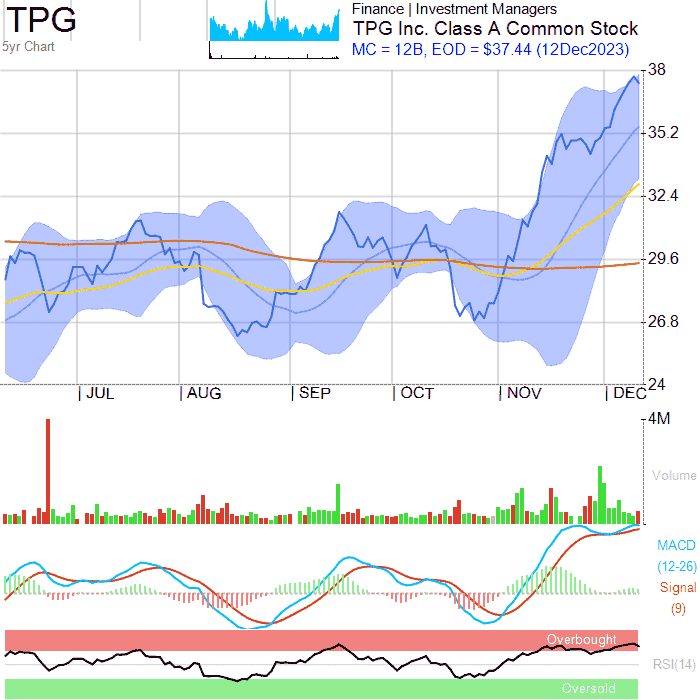 TPG
5yr Chart
Finance | Investment Managers
TPG Inc. Class A Common Stock
MC = 12B, EOD = $37.44 (12Dec2023)
38
35.2
32.4
29.6
26.8
24
JUL AUG SEP OCT NOV DEC
4M
Volume
MACD
(12-26)
Signal
(9)
Overbought
RSI(14)
Oversold